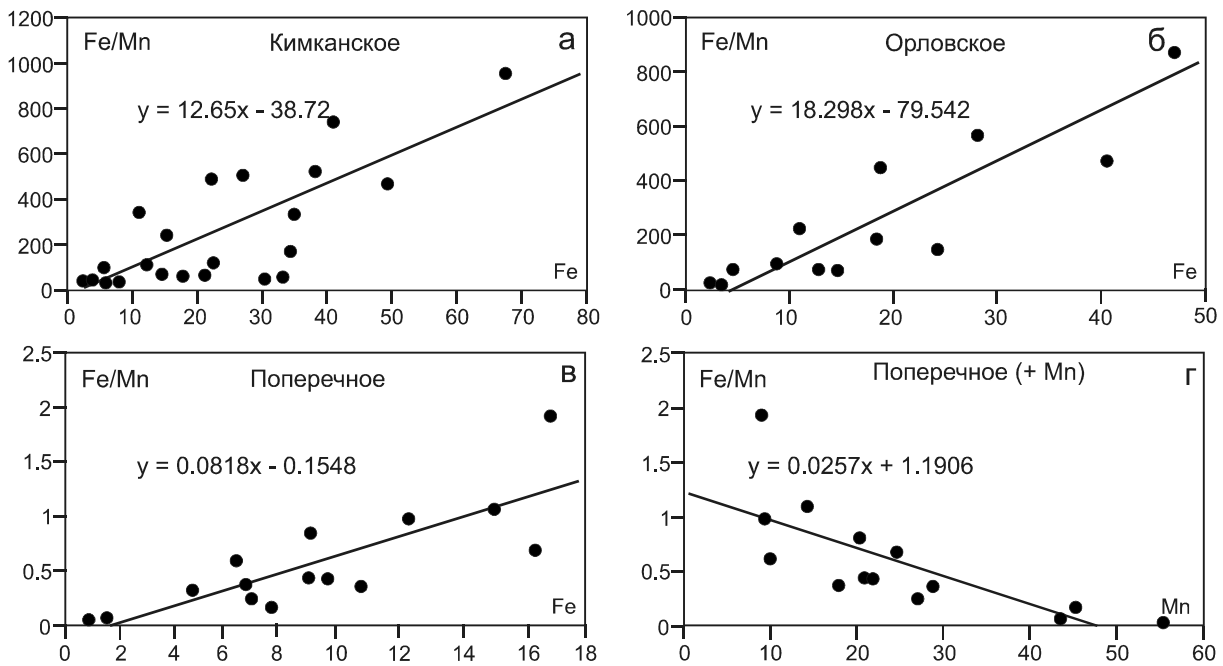 Fe/Mn Кимканское а
y = 12.65x - 38.72
Fe
1200
1000
800
600
400
200
0
0 10 20 30 40 50 60 70 80
Fe/Mn Орловское б
y = 18.298x - 79.542
Fe
1000
800
600
400
200
0
0 10 20 30 40 50
Fe/Mn Поперечное в
y = 0.0818x - 0.1548
Fe
2.5
2
1.5
1
0.5
0
0 2 4 6 8 10 12 14 16 18
Fe/Mn Поперечное (+ Mn) г
y = 0.0257x + 1.1906
Mn
2.5
2
1.5
1
0.5
0
0 10 20 30 40 50 60